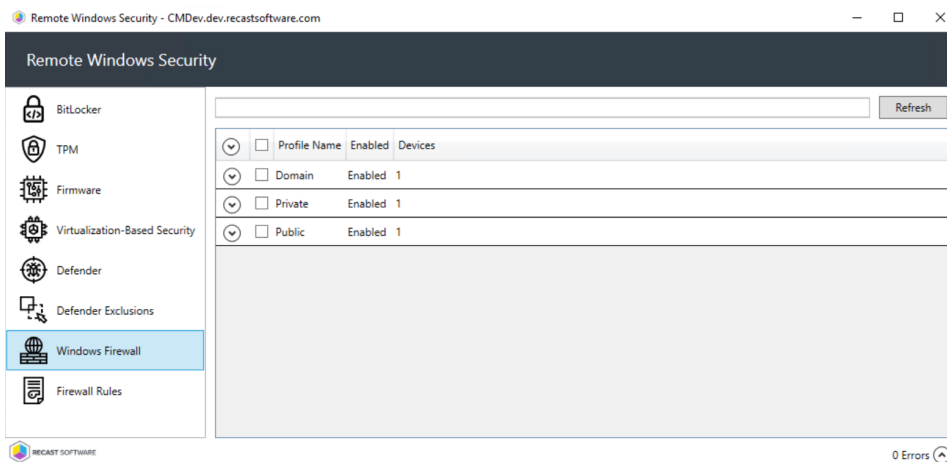 Remote Windows Security - CMDev.dev.recastsoftware.com
Remote Windows Security
BitLocker
TPM
Firmware
Virtualization-Based Security
Defender
Defender Exclusions
Windows Firewall
Firewall Rules
Refresh
Profile Name Enabled Devices
Domain Enabled 1
Private Enabled 1
Public Enabled 1
RECAST SOFTWARE
0 Errors